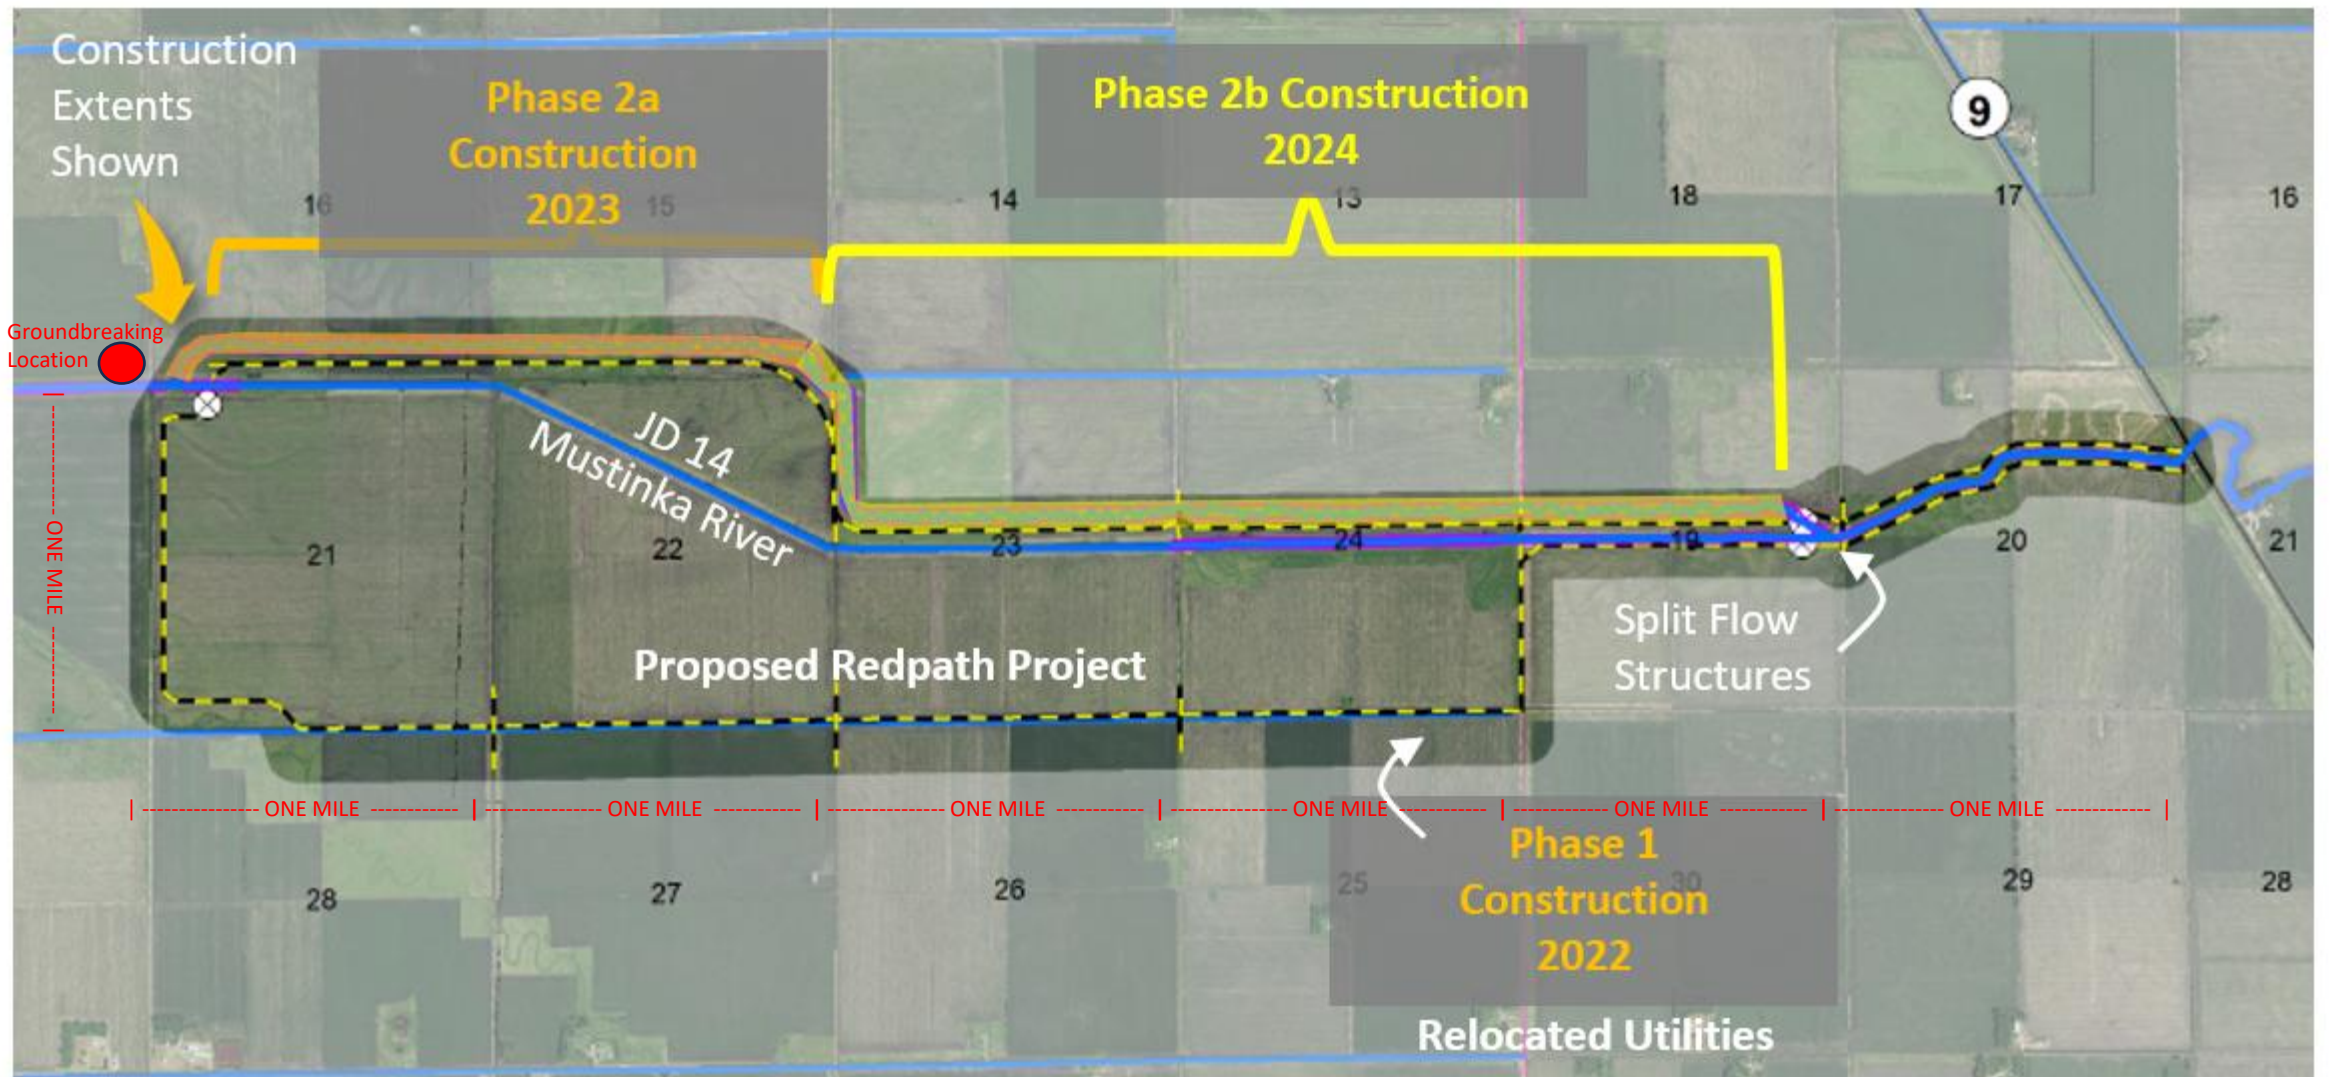 Construction
Extents
Shown
Phase 2a
Construction
2023
Phase 2b Construction
2024
9
16
15
14
13
18
17
16
Groundbreaking
Location
JD 14
Mustinka River
ONE MILE
21
22
23
24
19
20
21
Split Flow
Structures
Proposed Redpath Project
ONE MILE
ONE MILE
ONE MILE
ONE MILE
ONE MILE
ONE MILE
Phase 1
Construction
2022
28
27
26
25
30
29
28
Relocated Utilities